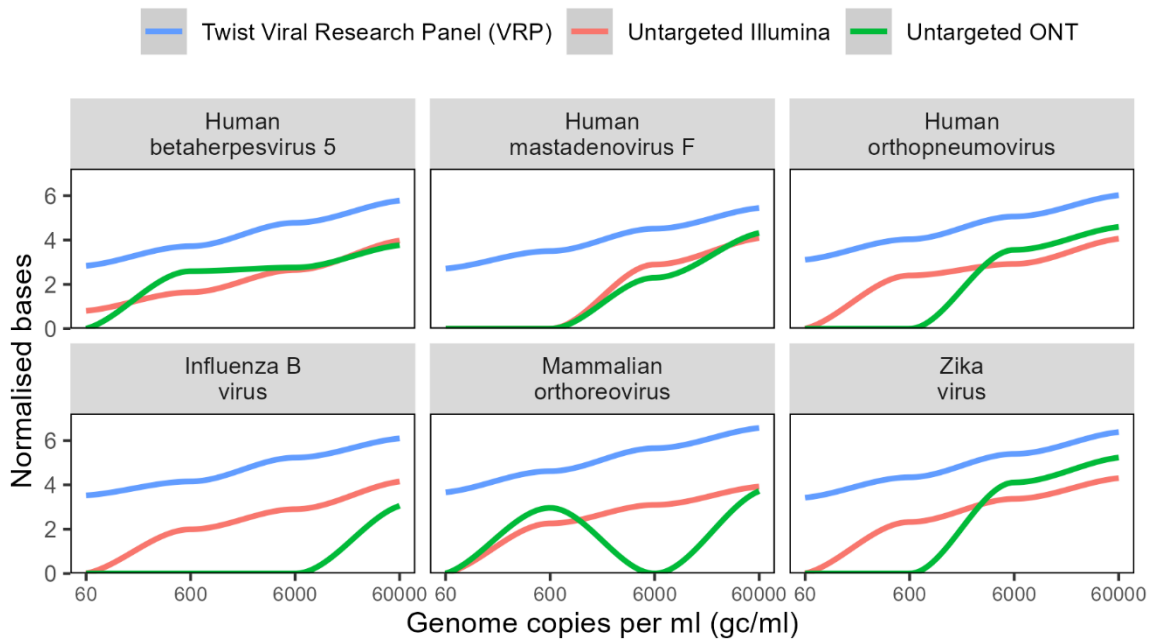 Twist Viral Research Panel (VRP) Untargeted Illumina Untargeted ONT
Human
betaherpesvirus 5
Human
mastadenovirus F
Human
orthopneumovirus
Normalised bases
6
4
2
0
Influenza B
virus
Mammalian
orthoreovirus
Zika
virus
6
4
2
0
60 600 6000 60000 60 600 6000 60000 60 600 6000 60000
Genome copies per ml (gc/ml)